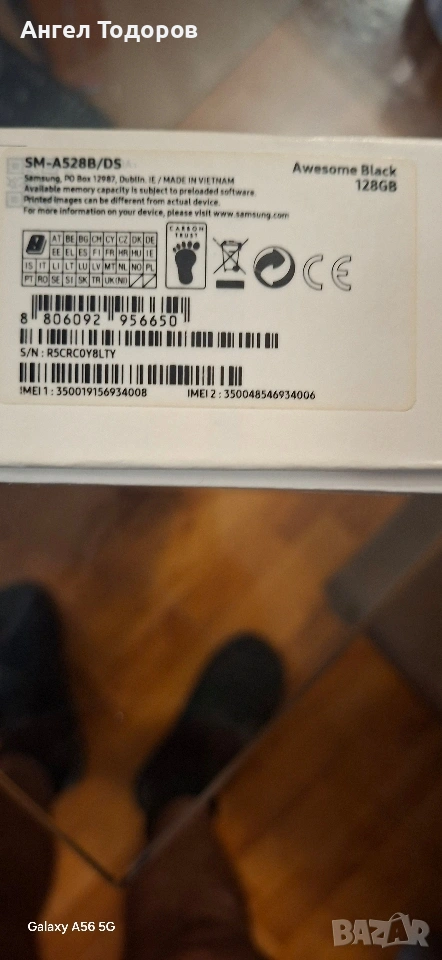 Ангел Тодоров
SM-A528B/DS
Samsung, PO Box 12987, Dublin. IE / MADE IN VIETNAM
Available memory capacity is subject to preloaded software.
Printed images can be different from actual device.
For more information on your device, please visit www.samsung.com
Awesome Black
128GB
CARBON
TRUST
AT BE BG CH CY CZ DK DE
EE EL ES FI FR HR HU IE
IS IT LI LT LU LV MT NL NO PL
PT RO SE SI SK TR UK(NI)
CE
8 806092 956650
S/N : R5CRC0Y8LTY
IMEI 1 : 350019156934008
IMEI 2 : 350048546934006
Galaxy A56 5G
BAZAR